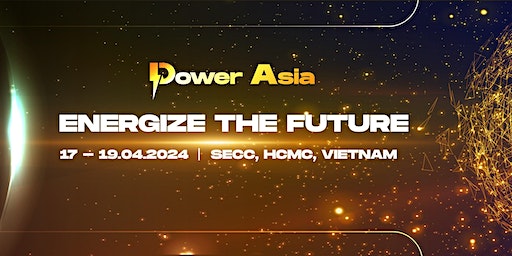 Power Asia
ENERGIZE THE FUTURE
17 – 19.04.2024 | SECC, HCMC, VIETNAM